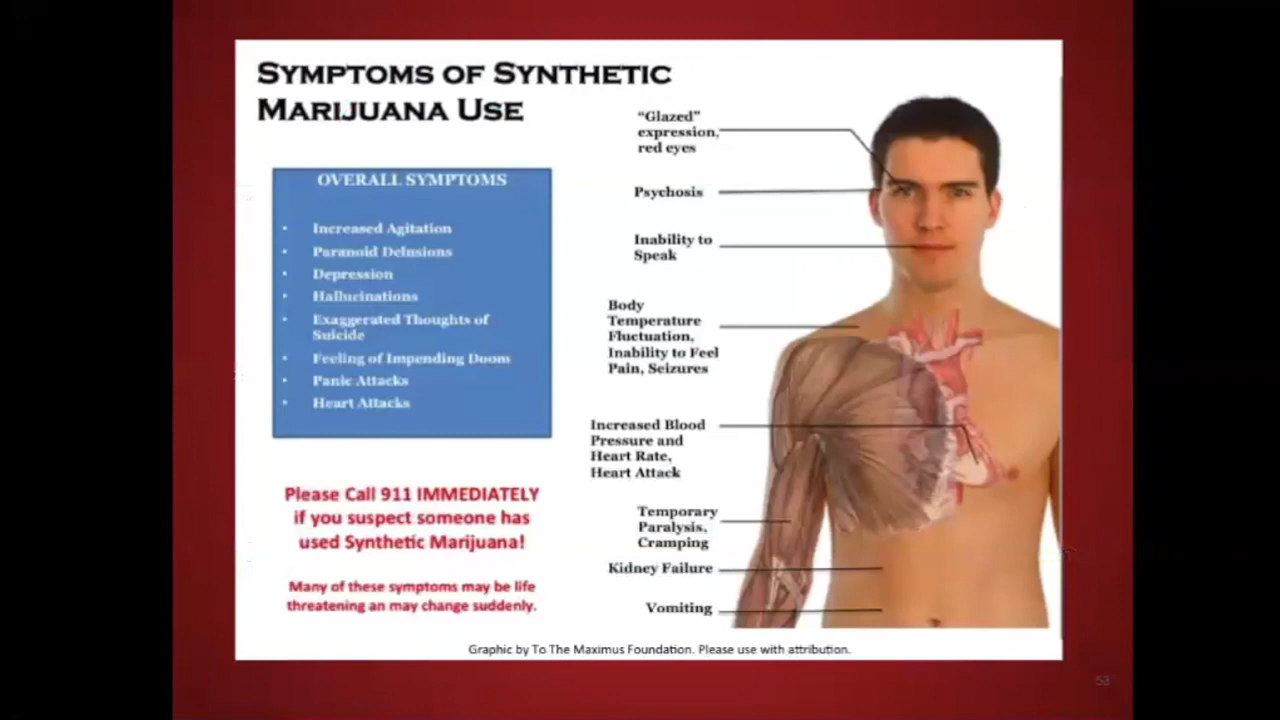 SYMPTOMS OF SYNTHETIC
MARIJUANA USE
OVERALL SYMPTOMS
• Increased Agitation
• Paranoid Delusions
• Depression
• Hallucinations
• Exaggerated Thoughts of
Suicide
• Feeling of Impending Doom
• Panic Attacks
• Heart Attacks
Please Call 911 IMMEDIATELY
if you suspect someone has
used Synthetic Marijuana!
Many of these symptoms may be life
threatening an may change suddenly.
“Glazed”
expression,
red eyes
Psychosis
Inability to
Speak
Body
Temperature
Fluctuation,
Inability to Feel
Pain, Seizures
Increased Blood
Pressure and
Heart Rate,
Heart Attack
Temporary
Paralysis,
Cramping
Kidney Failure
Vomiting
Graphic by To The Maximus Foundation. Please use with attribution.